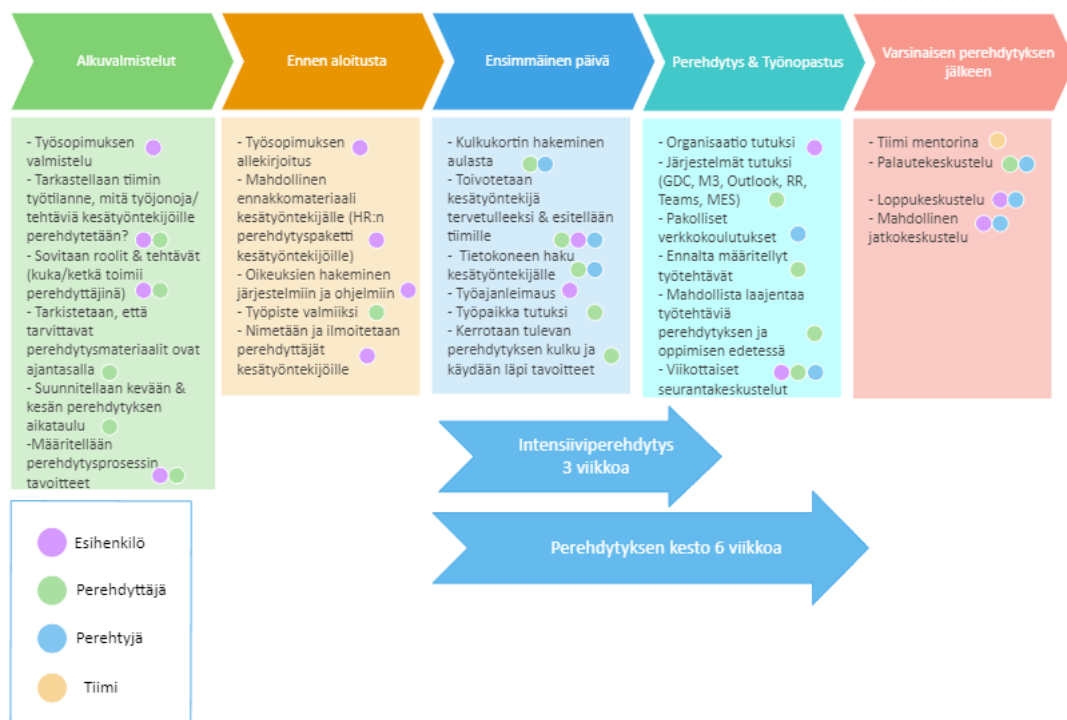 Alkuvalmistelut
Ennen aloitusta
Ensimmäinen päivä
Perehdytys & Työnopastus
Varsinaisen perehdytyksen
jälkeen
- Työsopimuksen
valmistelu
- Tarkastellaan tiimin
työtilanne, mitä työjonoja/
tehtäviä kesätyöntekijöille
perehdytetään?
- Sovitaan roolit & tehtävät
(kuka/ketkä toimii
perehdyttäjinä)
- Tarkistetaan, että
tarvittavat
perehdytysmateriaalit ovat
ajantasalla
- Suunnitellaan kevään &
kesän perehdytyksen
aikataulu
-Määritellään
perehdytysprosessin
tavoitteet
- Työsopimuksen
allekirjoitus
- Mahdollinen
ennakkomateriaali
kesätyöntekijälle (HR:n
perehdytyspaketti
kesätyöntekijöille)
- Oikeuksien hakeminen
järjestelmiin ja ohjelmiin
- Työpiste valmiiksi
- Nimetään ja ilmoitetaan
perehdyttäjät
kesätyöntekijöille
- Kulkukortin hakeminen
aulasta
- Toivotetaan
kesätyöntekijä
tervetulleeksi & esitellään
tiimille
- Tietokoneen haku
kesätyöntekijälle
- Työajanleimaus
- Työpaikka tutuksi
- Kerrotaan tulevan
perehdytyksen kulku ja
käydään läpi tavoitteet
- Organisaatio tutuksi
- Järjestelmät tutuksi
(GDC, M3, Outlook, RR,
Teams, MES)
- Pakolliset
verkkokoulutukset
- Ennalta määritellyt
työtehtävät
- Mahdollista laajentaa
työtehtäviä
perehdytyksen ja
oppimisen edetessä
- Viikottaiset
seurantakeskustelut
- Tiimi mentorina
- Palautekeskustelu
- Loppukeskustelu
- Mahdollinen
jatkokeskustelu
Intensiiviperehdytys
3 viikkoa
Perehdytyksen kesto 6 viikkoa
Esihenkilö
Perehdyttäjä
Perehtyjä
Tiimi